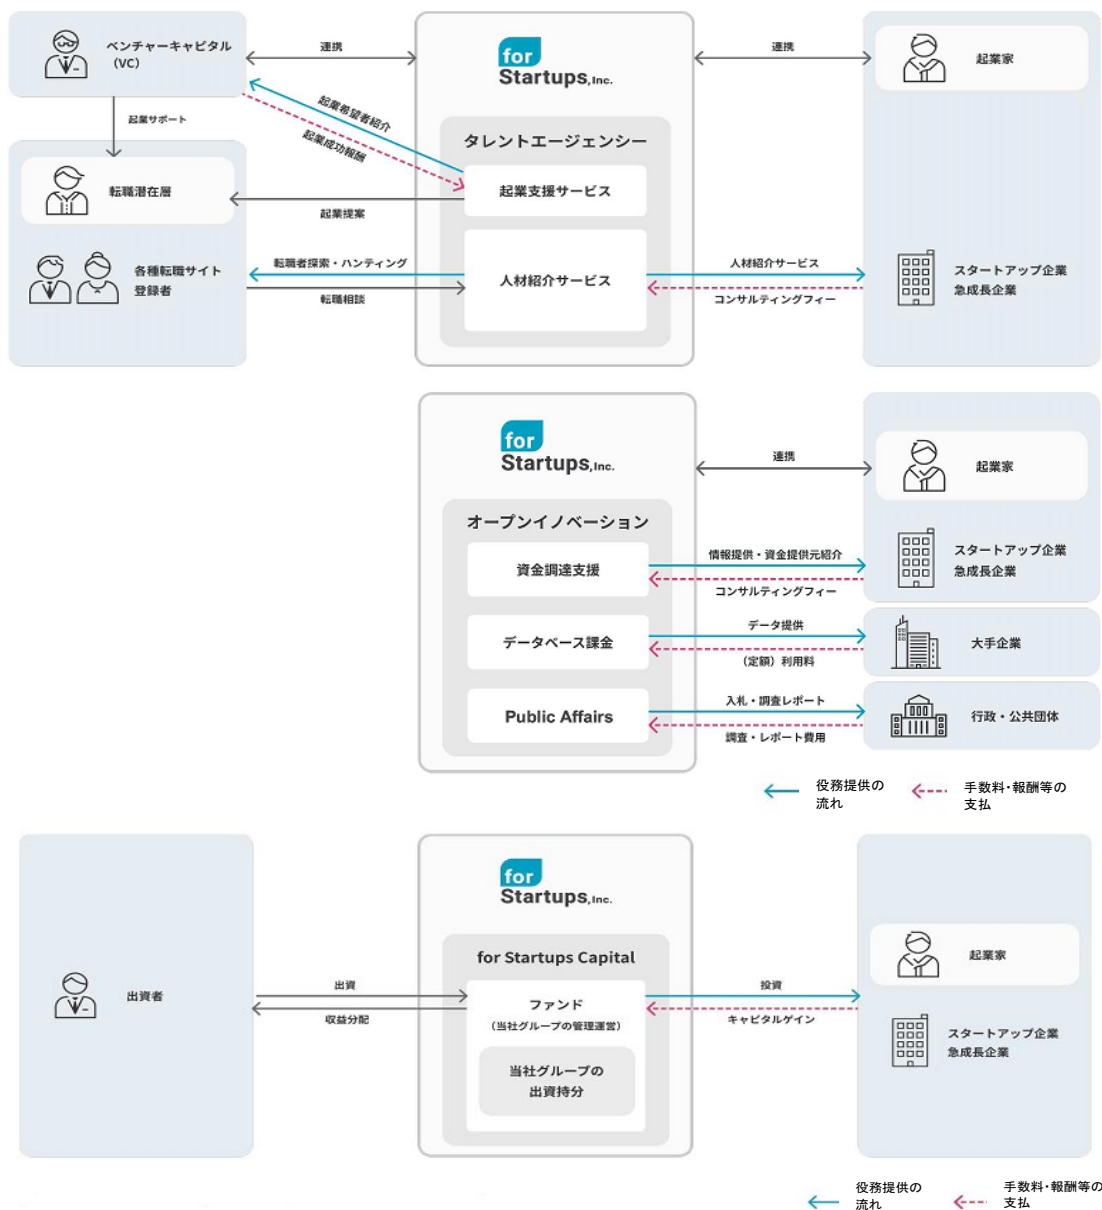 ベンチャーキャピタル
（VC）
連携
for
Startups,Inc.
連携
起業家
起業サポート
起業希望者紹介
起業成功報酬
タレントエージェンシー
転職潜在層
起業提案
起業支援サービス
各種転職サイト
登録者
転職者探索・ハンティング
転職相談
人材紹介サービス
人材紹介サービス
コンサルティングフィー
スタートアップ企業
急成長企業
for
Startups,Inc.
連携
起業家
オープンイノベーション
資金調達支援
情報提供・資金提供元紹介
コンサルティングフィー
スタートアップ企業
急成長企業
データベース課金
データ提供
（定額）利用料
大手企業
Public Affairs
入札・調査レポート
調査・レポート費用
行政・公共団体
役務提供の
流れ
手数料・報酬等の
支払
for
Startups,Inc.
for Startups Capital
出資者
出資
収益分配
ファンド
（当社グループの管理運営）
当社グループの
出資持分
投資
キャピタルゲイン
起業家
スタートアップ企業
急成長企業
役務提供の
流れ
手数料・報酬等の
支払